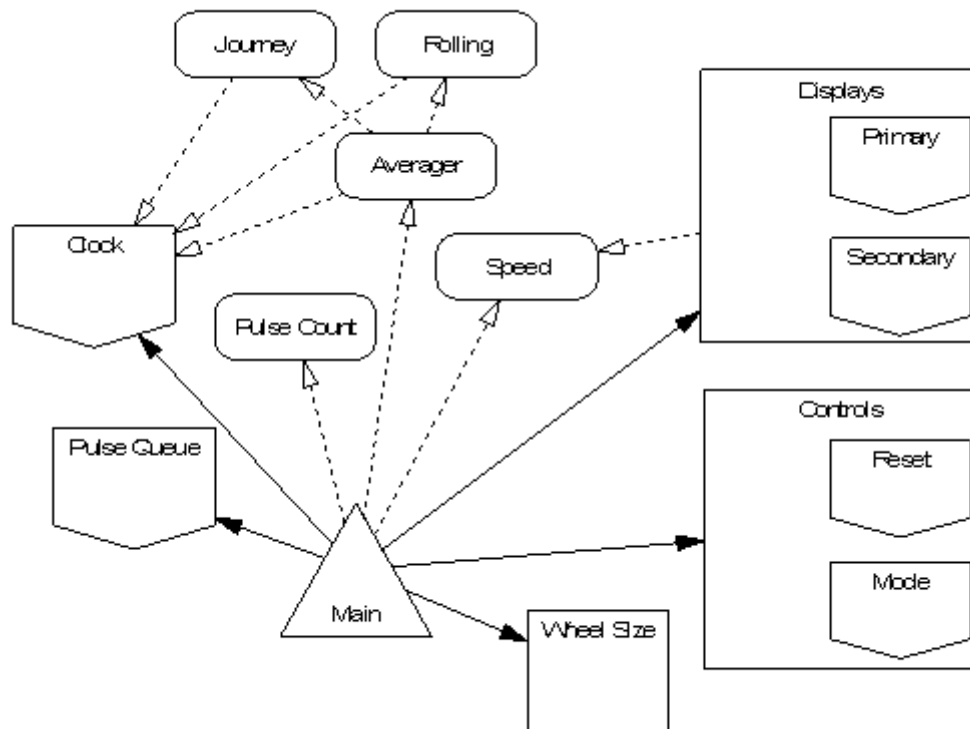 Journey
Rolling
Displays
Primary
Averager
Clock
Speed
Secondary
Pulse Count
Controls
Pulse Queue
Reset
Mode
Main
Wheel Size